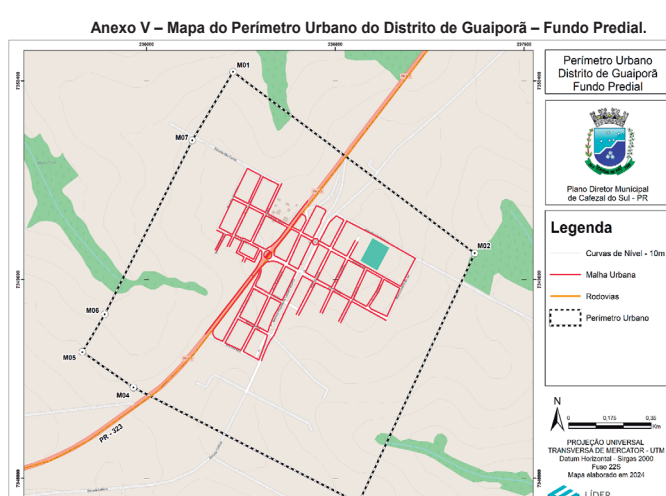 Anexo V – Mapa do Perímetro Urbano do Distrito de Guaiporã – Fundo Predial.
M01
M07
M02
M06
M05
M04
PR - 323
Perímetro Urbano
Distrito de Guaiporã
Fundo Predial
Plano Diretor Municipal
de Cafezal do Sul - PR
Legenda
Curvas de Nível - 10m
Malha Urbana
Rodovias
Perímetro Urbano
N
0 0,175 0,35
Km
PROJEÇÃO UNIVERSAL
TRANSVERSA DE MERCATOR - UTM
Datum Horizontal - Sirgas 2000
Fuso 22S
Mapa elaborado em 2024
LÍDER